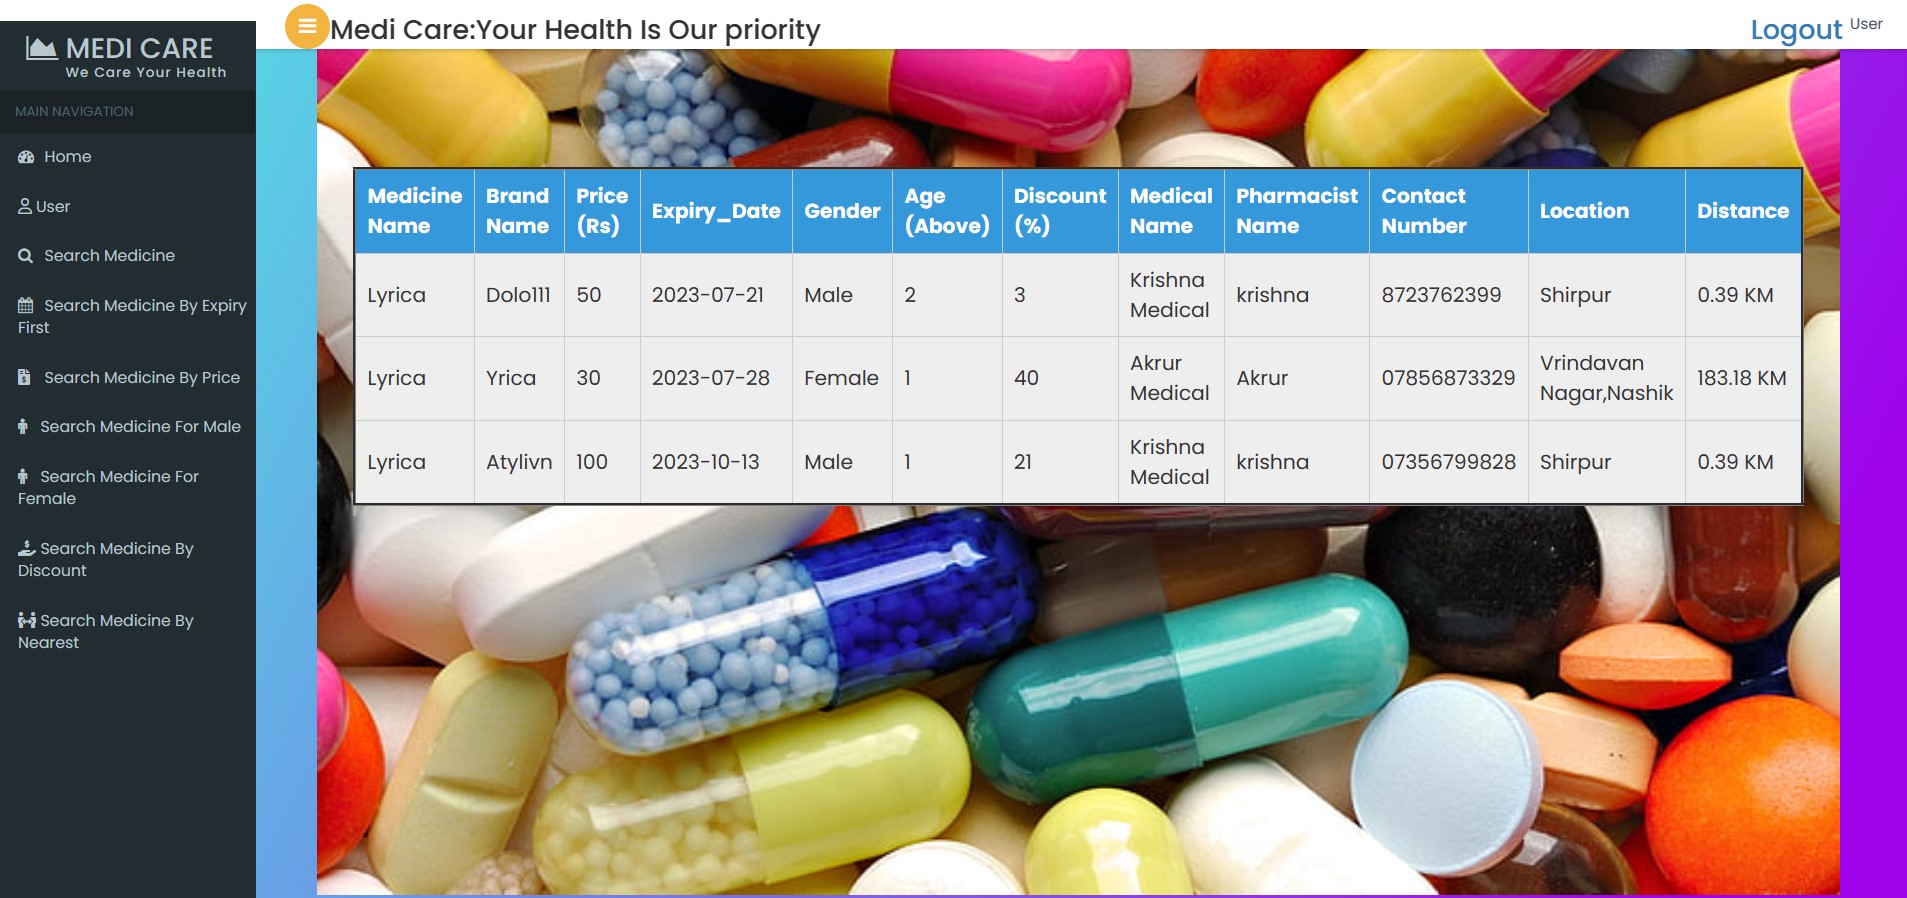 Medi Care:Your Health Is Our priority
Logout User
MEDI CARE
We Care Your Health
MAIN NAVIGATION
Home
User
Search Medicine
Search Medicine By Expiry
First
Search Medicine By Price
Search Medicine For Male
Search Medicine For
Female
Search Medicine By
Discount
Search Medicine By
Nearest
Medicine Name Brand Name Price (Rs) Expiry_Date Gender Age (Above) Discount (%) Medical Name Pharmacist Name Contact Number Location Distance
Lyrica Dolo111 50 2023-07-21 Male 2 3 Krishna Medical krishna 8723762399 Shirpur 0.39 KM
Lyrica Yrica 30 2023-07-28 Female 1 40 Akrur Medical Akrur 07856873329 Vrindavan Nagar,Nashik 183.18 KM
Lyrica Atylivn 100 2023-10-13 Male 1 21 Krishna Medical krishna 07356799828 Shirpur 0.39 KM